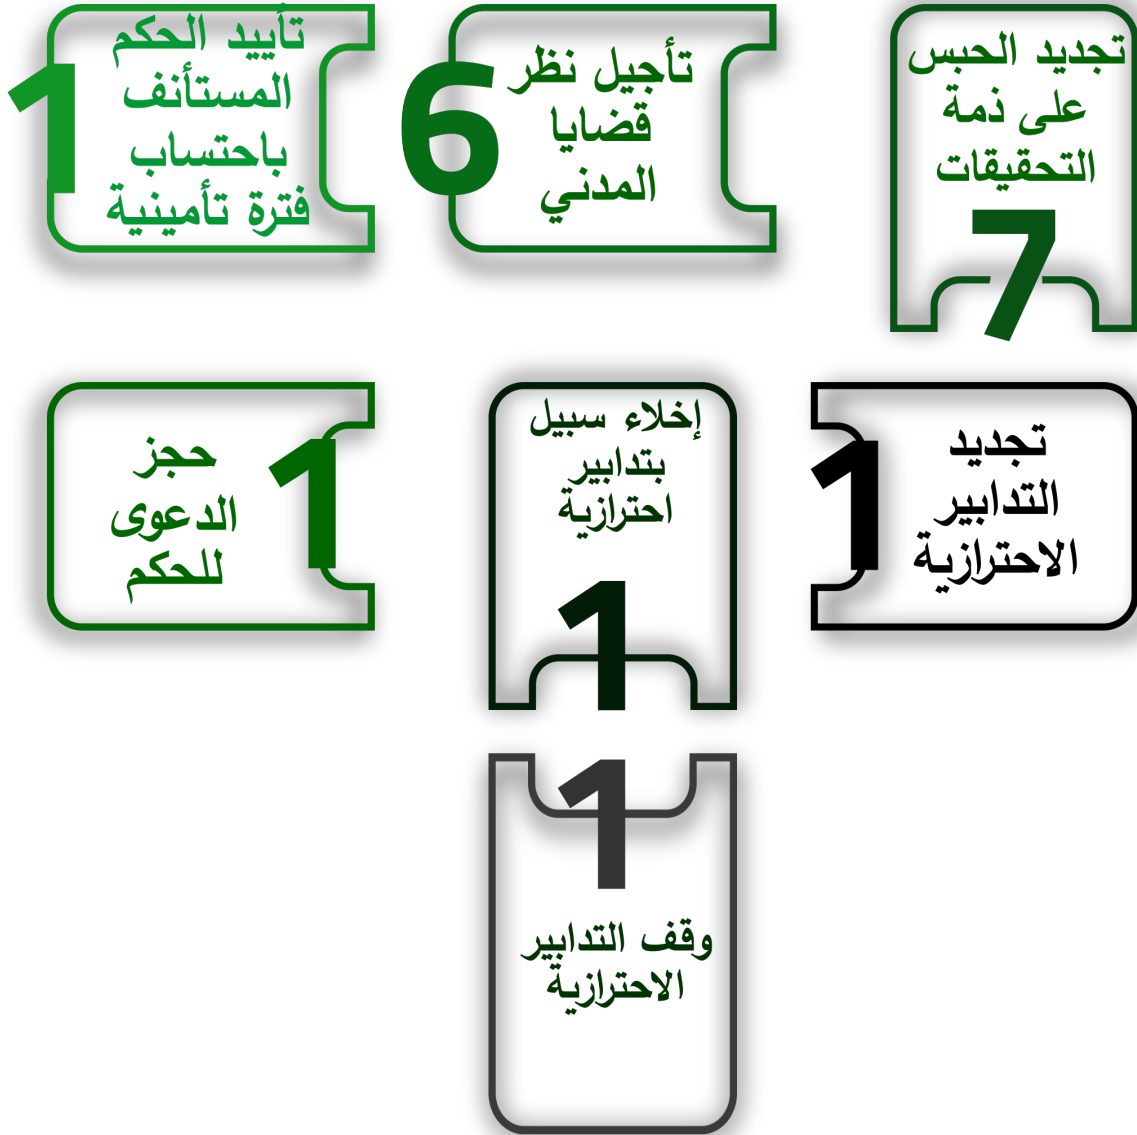 تجديد الحبس
على ذمة
التحقيقات
7
تأجيل نظر
قضايا
المدني
6
تأييد الحكم
المستأنف
باحتساب
فترة تأمينية
1
تجديد
التدابير
الاحترازية
1
إخلاء سبيل
بتدابير
احترازية
1
حجز
الدعوى
للحكم
1
1
وقف التدابير
الاحترازية